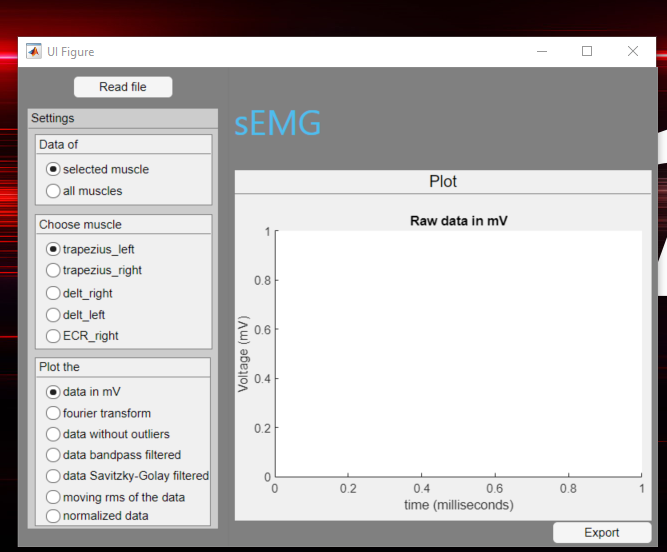 UI Figure
Read file
Settings
Data of
selected muscle
all muscles
Choose muscle
trapezius_left
trapezius_right
delt_right
delt_left
ECR_right
Plot the
data in mV
fourier transform
data without outliers
data bandpass filtered
data Savitzky-Golay filtered
moving rms of the data
normalized data
sEMG
Plot
Raw data in mV
Voltage (mV)
1
0.8
0.6
0.4
0.2
0
0 0.2 0.4 0.6 0.8 1
time (milliseconds)
Export